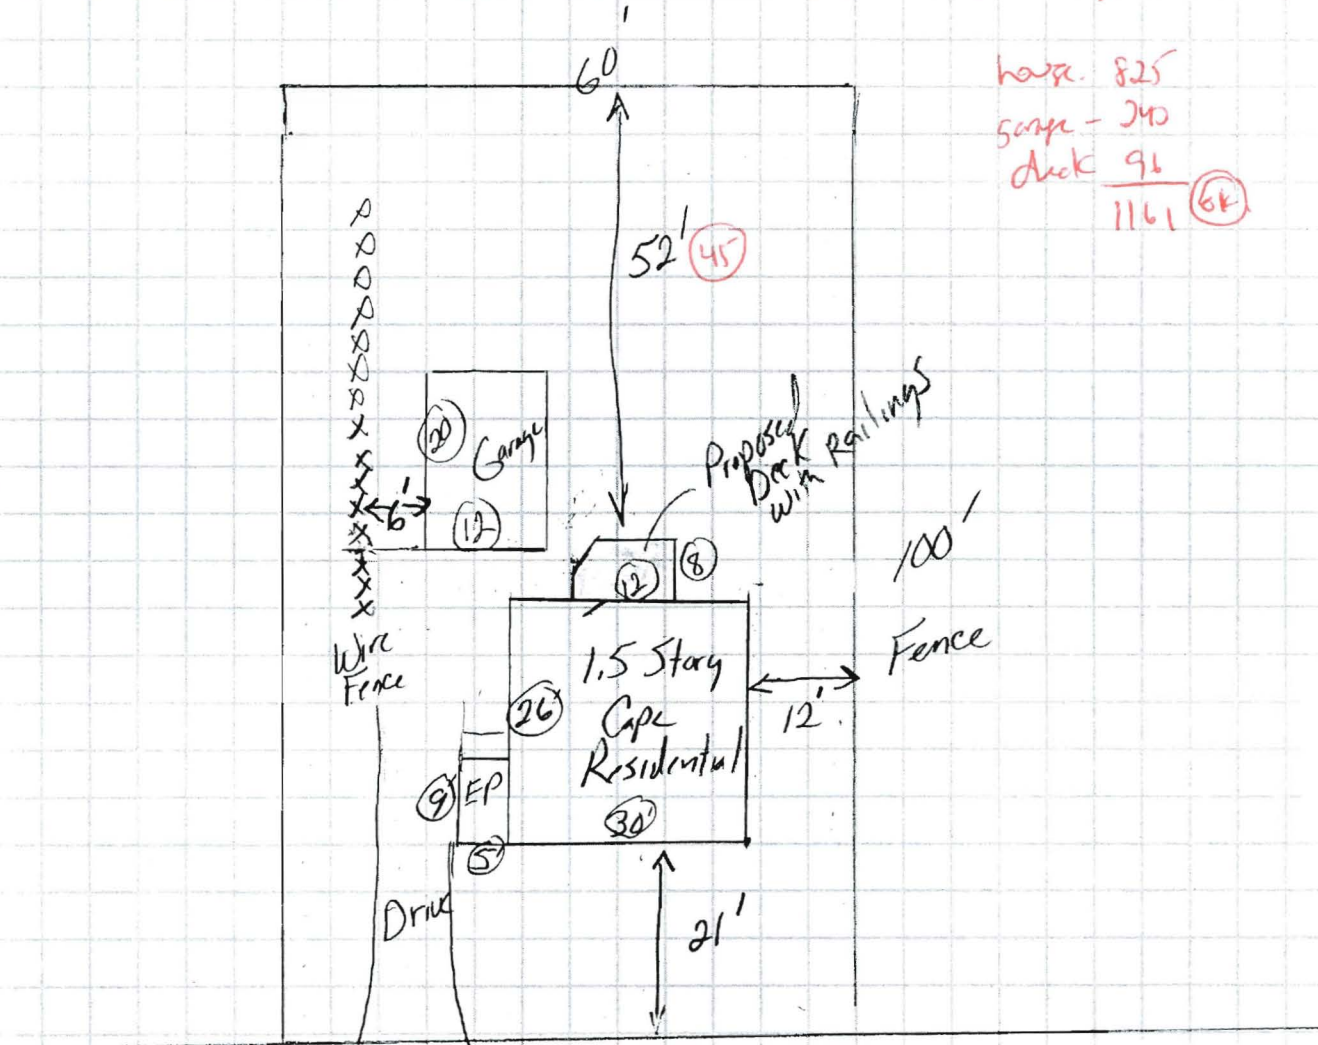 60'
house. 825
garage - 240
deck 96
1161 ok
52' 45
20
Garage
12
6'
Proposed
Deck
with Railings
8
12
100'
Fence
Wire
Fence
1,5 Story
Cape
Residential
26'
30'
12'
9'
EP
5'
Drive
21'